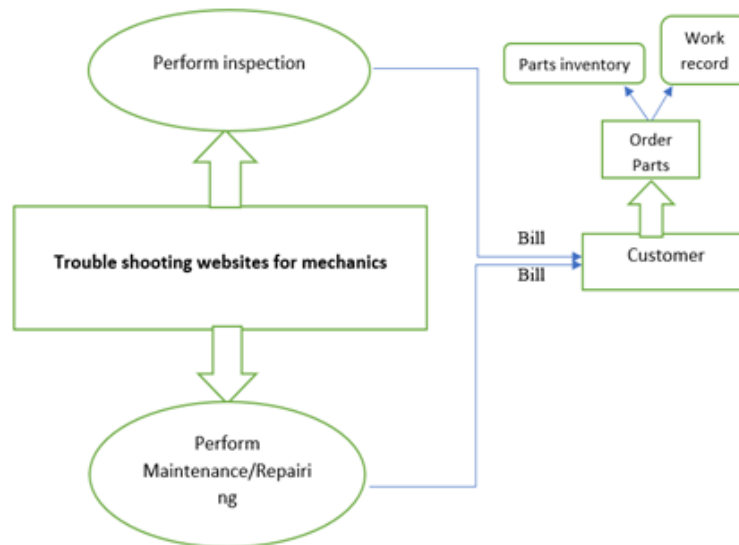 Perform inspection
Parts inventory
Work
record
Order
Parts
Trouble shooting websites for mechanics
Bill
Bill
Customer
Perform
Maintenance/Repairi
ng